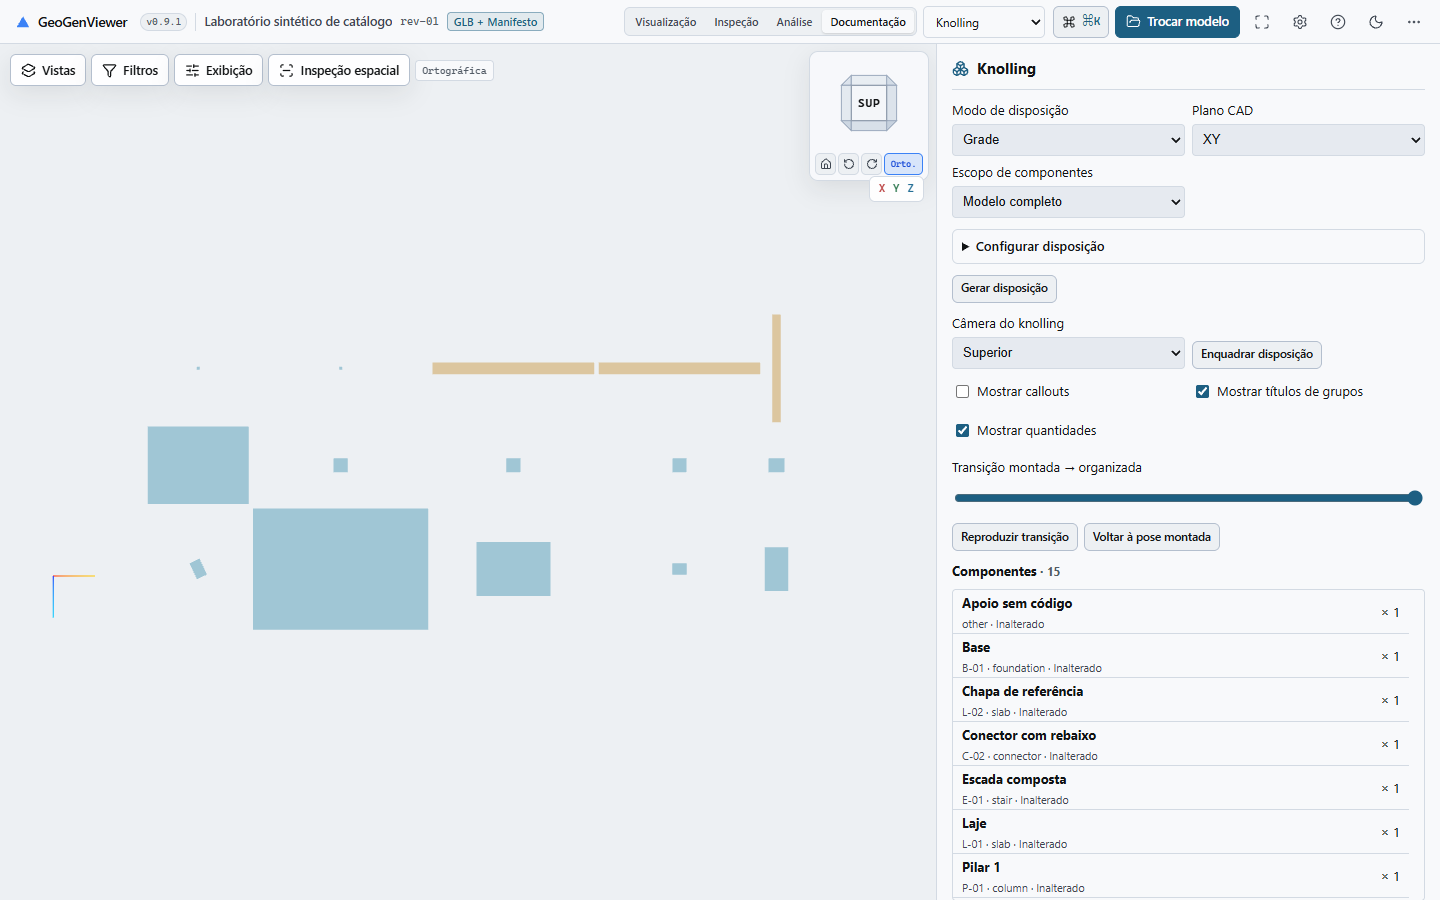 GeoGenViewer v0.9.1 Laboratório sintético de catálogo rev-01 GLB + Manifesto Visualização Inspeção Análise Documentação Knolling ⌘ ⌘K Trocar modelo
Vistas Filtros Exibição Inspeção espacial Ortográfica
SUP
Orto.
X Y Z
Knolling
Modo de disposição Plano CAD
Grade XY
Escopo de componentes
Modelo completo
Configurar disposição
Gerar disposição
Câmera do knolling
Superior Enquadrar disposição
Mostrar callouts Mostrar títulos de grupos
Mostrar quantidades
Transição montada → organizada
Reproduzir transição Voltar à pose montada
Componentes · 15
Apoio sem código
other · Inalterado × 1
Base
B-01 · foundation · Inalterado × 1
Chapa de referência
L-02 · slab · Inalterado × 1
Conector com rebaixo
C-02 · connector · Inalterado × 1
Escada composta
E-01 · stair · Inalterado × 1
Laje
L-01 · slab · Inalterado × 1
Pilar 1
P-01 · column · Inalterado × 1